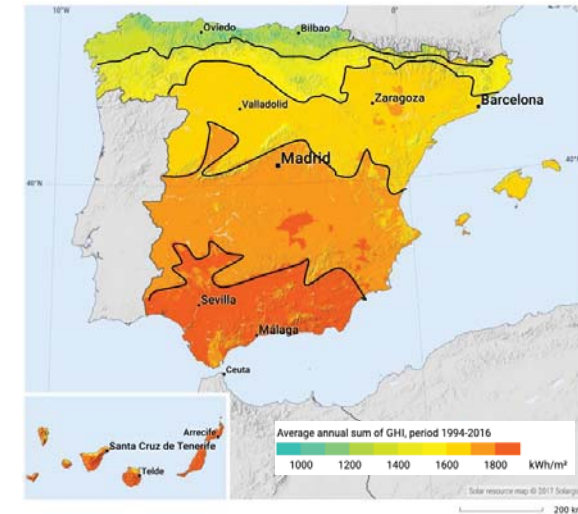 10°W
0°
Oviedo
Bilbao
Valladolid
Zaragoza
Barcelona
Madrid
40°N
40°N
Sevilla
Málaga
Ceuta
Arrecife
Santa Cruz de Tenerife
Telde
Average annual sum of GHI, period 1994-2016
1000 1200 1400 1600 1800 kWh/m²
Solar resource map © 2017 Solargis
200 k